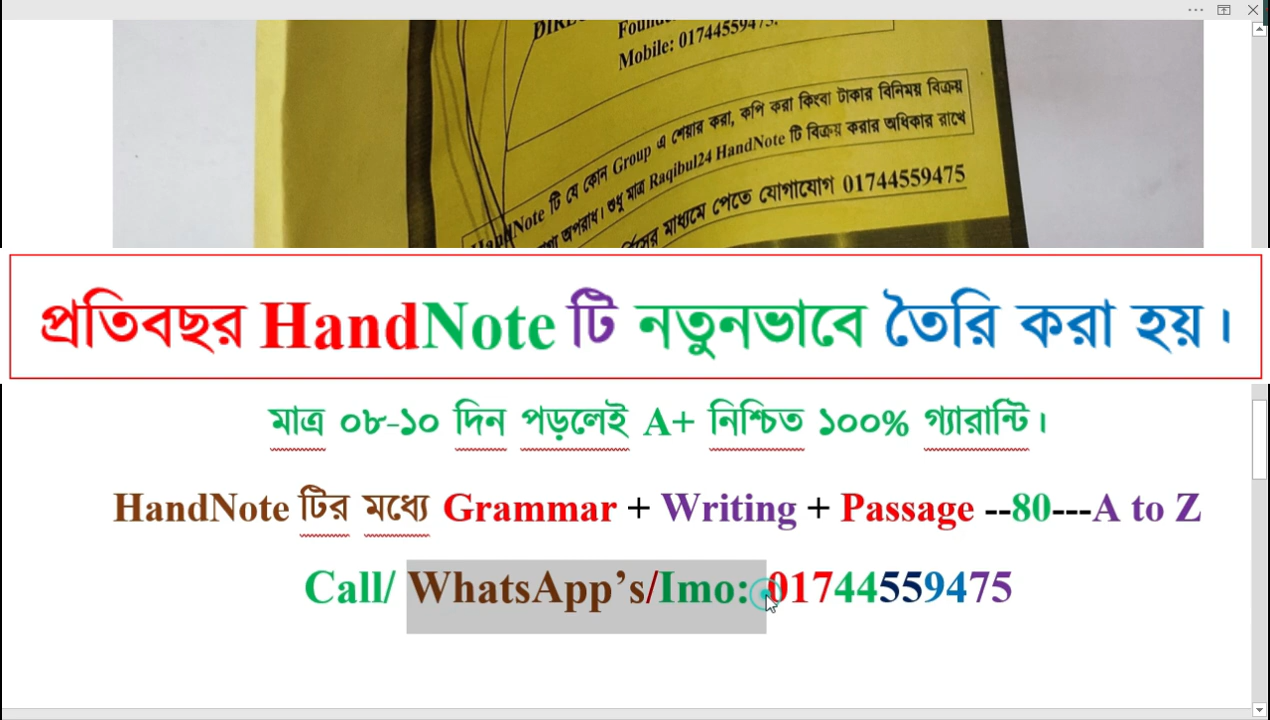 Mobile: 01744559475.
HandNote টি যে কোন Group এ শেয়ার করা, কপি করা কিংবা টাকার বিনিময় বিক্রয়
অপরাধ। শুধু মাত্র Raqibul24 HandNote টি বিক্রয় করার অধিকার রাখে
মাধ্যমে পেতে যোগাযোগ 01744559475
প্রতিবছর HandNote টি নতুনভাবে তৈরি করা হয়।
মাত্র ০৮-১০ দিন পড়লেই A+ নিশ্চিত ১০০% গ্যারান্টি।
HandNote টির মধ্যে Grammar + Writing + Passage --80---A to Z
Call/ WhatsApp’s/Imo: 01744559475